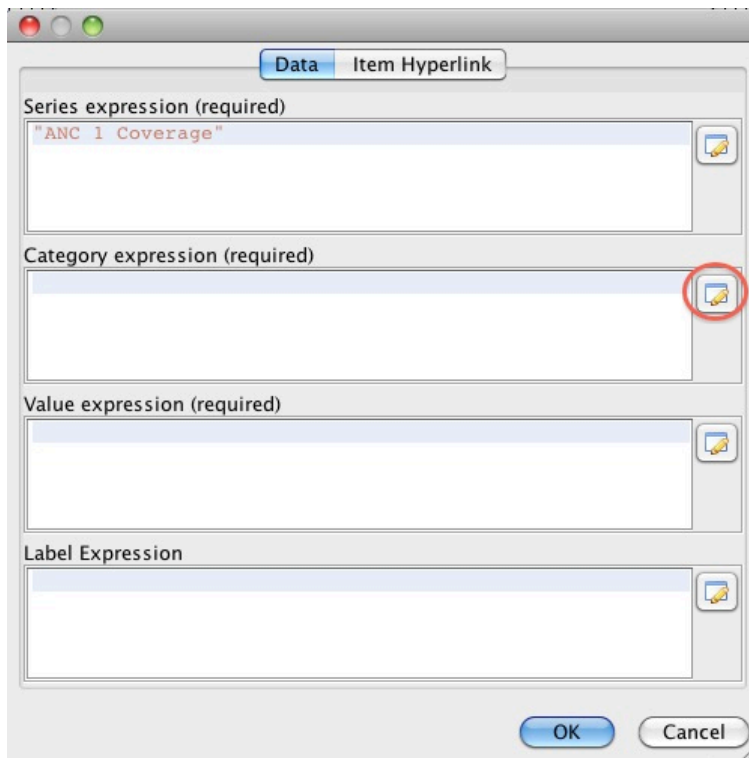 Data Item Hyperlink
Series expression (required)
"ANC 1 Coverage"
Category expression (required)
Value expression (required)
Label Expression
OK Cancel